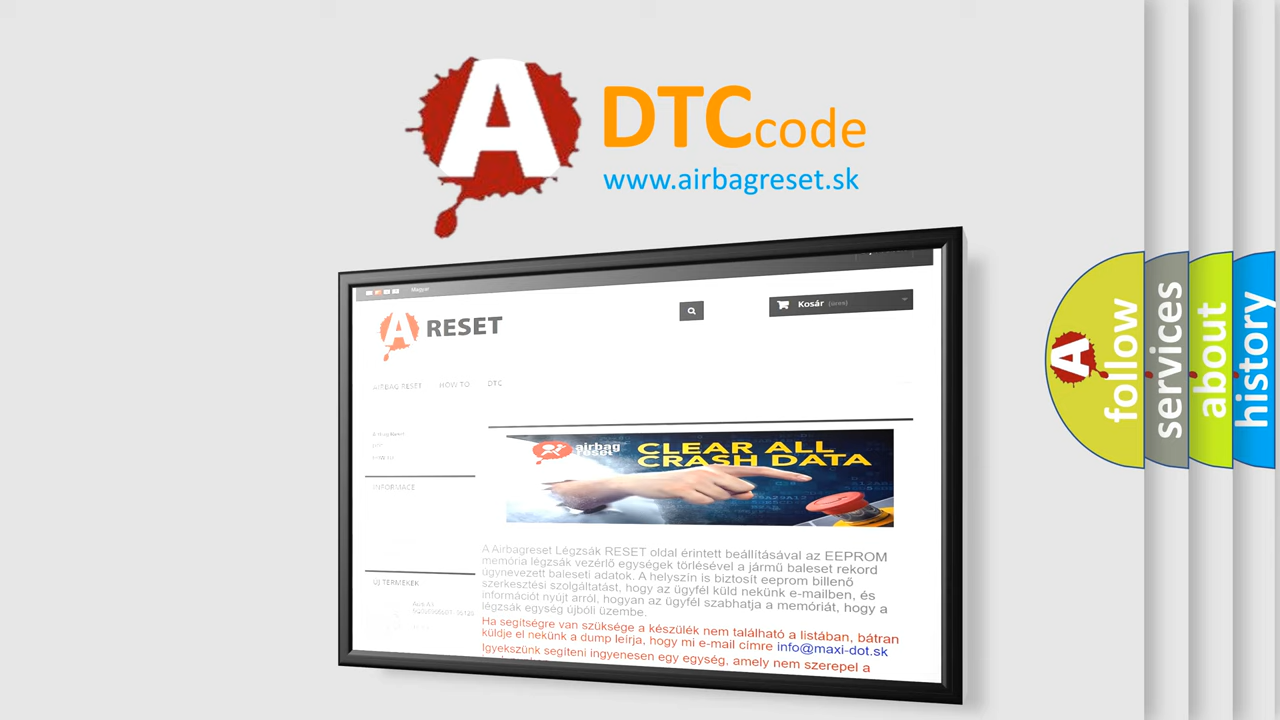 A
DTCcode
www.airbagreset.sk
Magyar
A RESET
Kosár
AIRBAG RESET HOW TO DTC
INFORMACE
airbag
reset
CLEAR ALL
CRASH DATA
A Airbagreset Légzsák RESET oldal érintett beállításával az EEPROM
memória légzsák vezérlő egységek törlésével a jármű baleset rekord
úgynevezett baleseti adatok. A helyszín is biztosít eeprom billenő
szerkesztési szolgáltatást, hogy az ügyfél küld nekünk e-mailben, és
információt nyújt arról, hogyan az ügyfél szabhatja a memóriát, hogy a
légzsák egység újbóli üzembe.
Ha segítségre van szüksége a készülék nem található a listában, bátran
küldje el nekünk a dump leírja, hogy mi e-mail címre info@maxi-dot.sk
Igyekszünk segíteni ingyenesen egy egység, amely nem szerepel a
ÚJ TERMÉKEK
A
follow
services
about
history